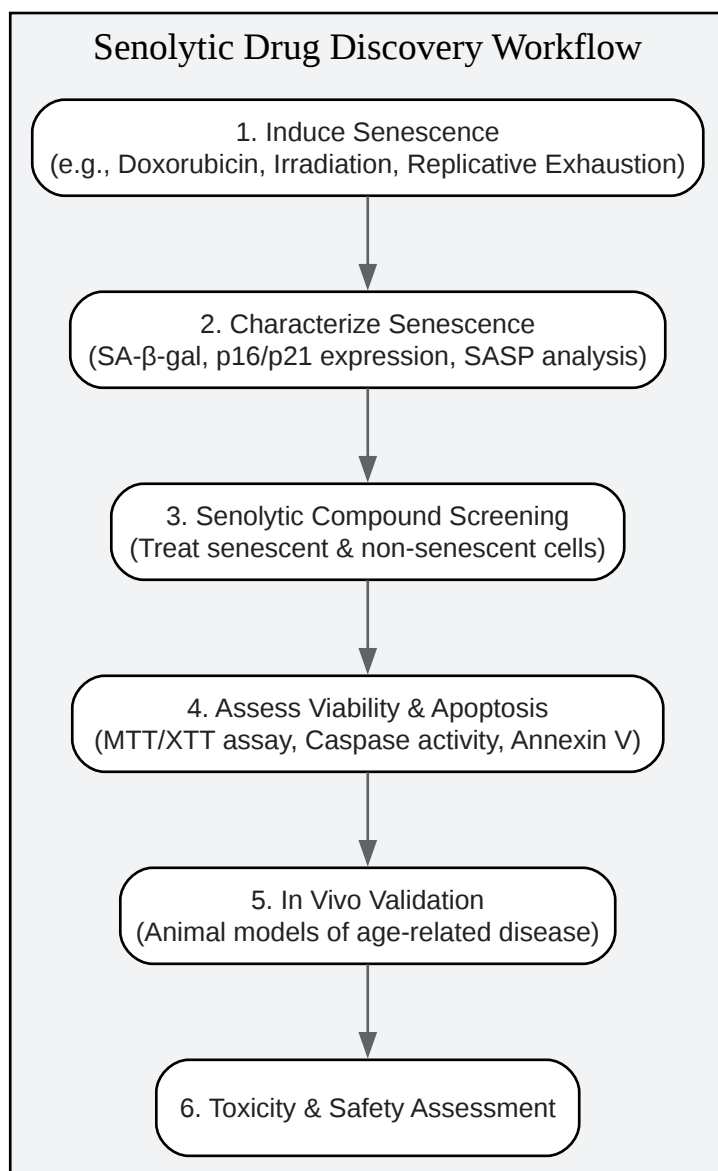 Senolytic Drug Discovery Workflow
1. Induce Senescence
(e.g., Doxorubicin, Irradiation, Replicative Exhaustion)
2. Characterize Senescence
(SA-β-gal, p16/p21 expression, SASP analysis)
3. Senolytic Compound Screening
(Treat senescent & non-senescent cells)
4. Assess Viability & Apoptosis
(MTT/XTT assay, Caspase activity, Annexin V)
5. In Vivo Validation
(Animal models of age-related disease)
6. Toxicity & Safety Assessment